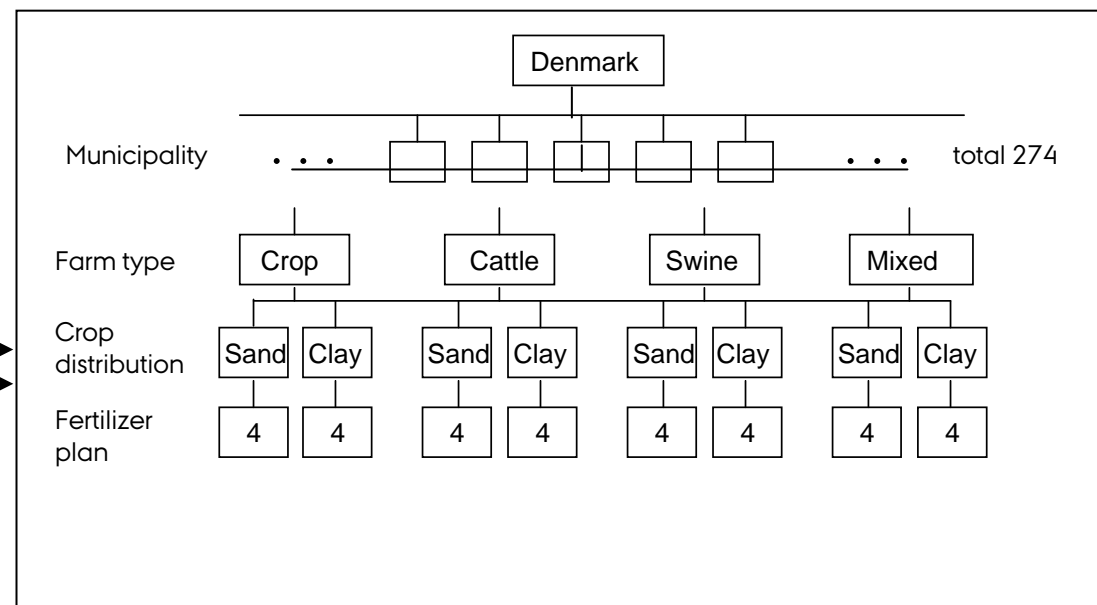 Denmark
Municipality . . . . . . total 274
Farm type Crop Cattle Swine Mixed
Crop
distribution Sand Clay Sand Clay Sand Clay Sand Clay
Fertilizer
plan 4 4 4 4 4 4 4 4